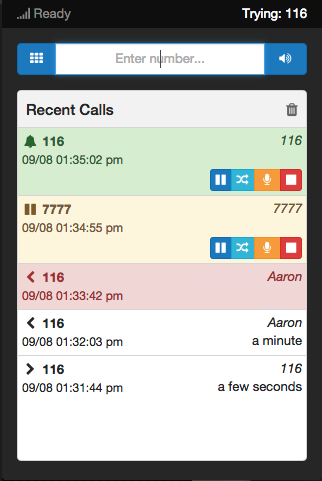 Ready Trying: 116
Enter number...
Recent Calls
116 116
09/08 01:35:02 pm
7777 7777
09/08 01:34:55 pm
116 Aaron
09/08 01:33:42 pm
116 Aaron
09/08 01:32:03 pm a minute
116 116
09/08 01:31:44 pm a few seconds